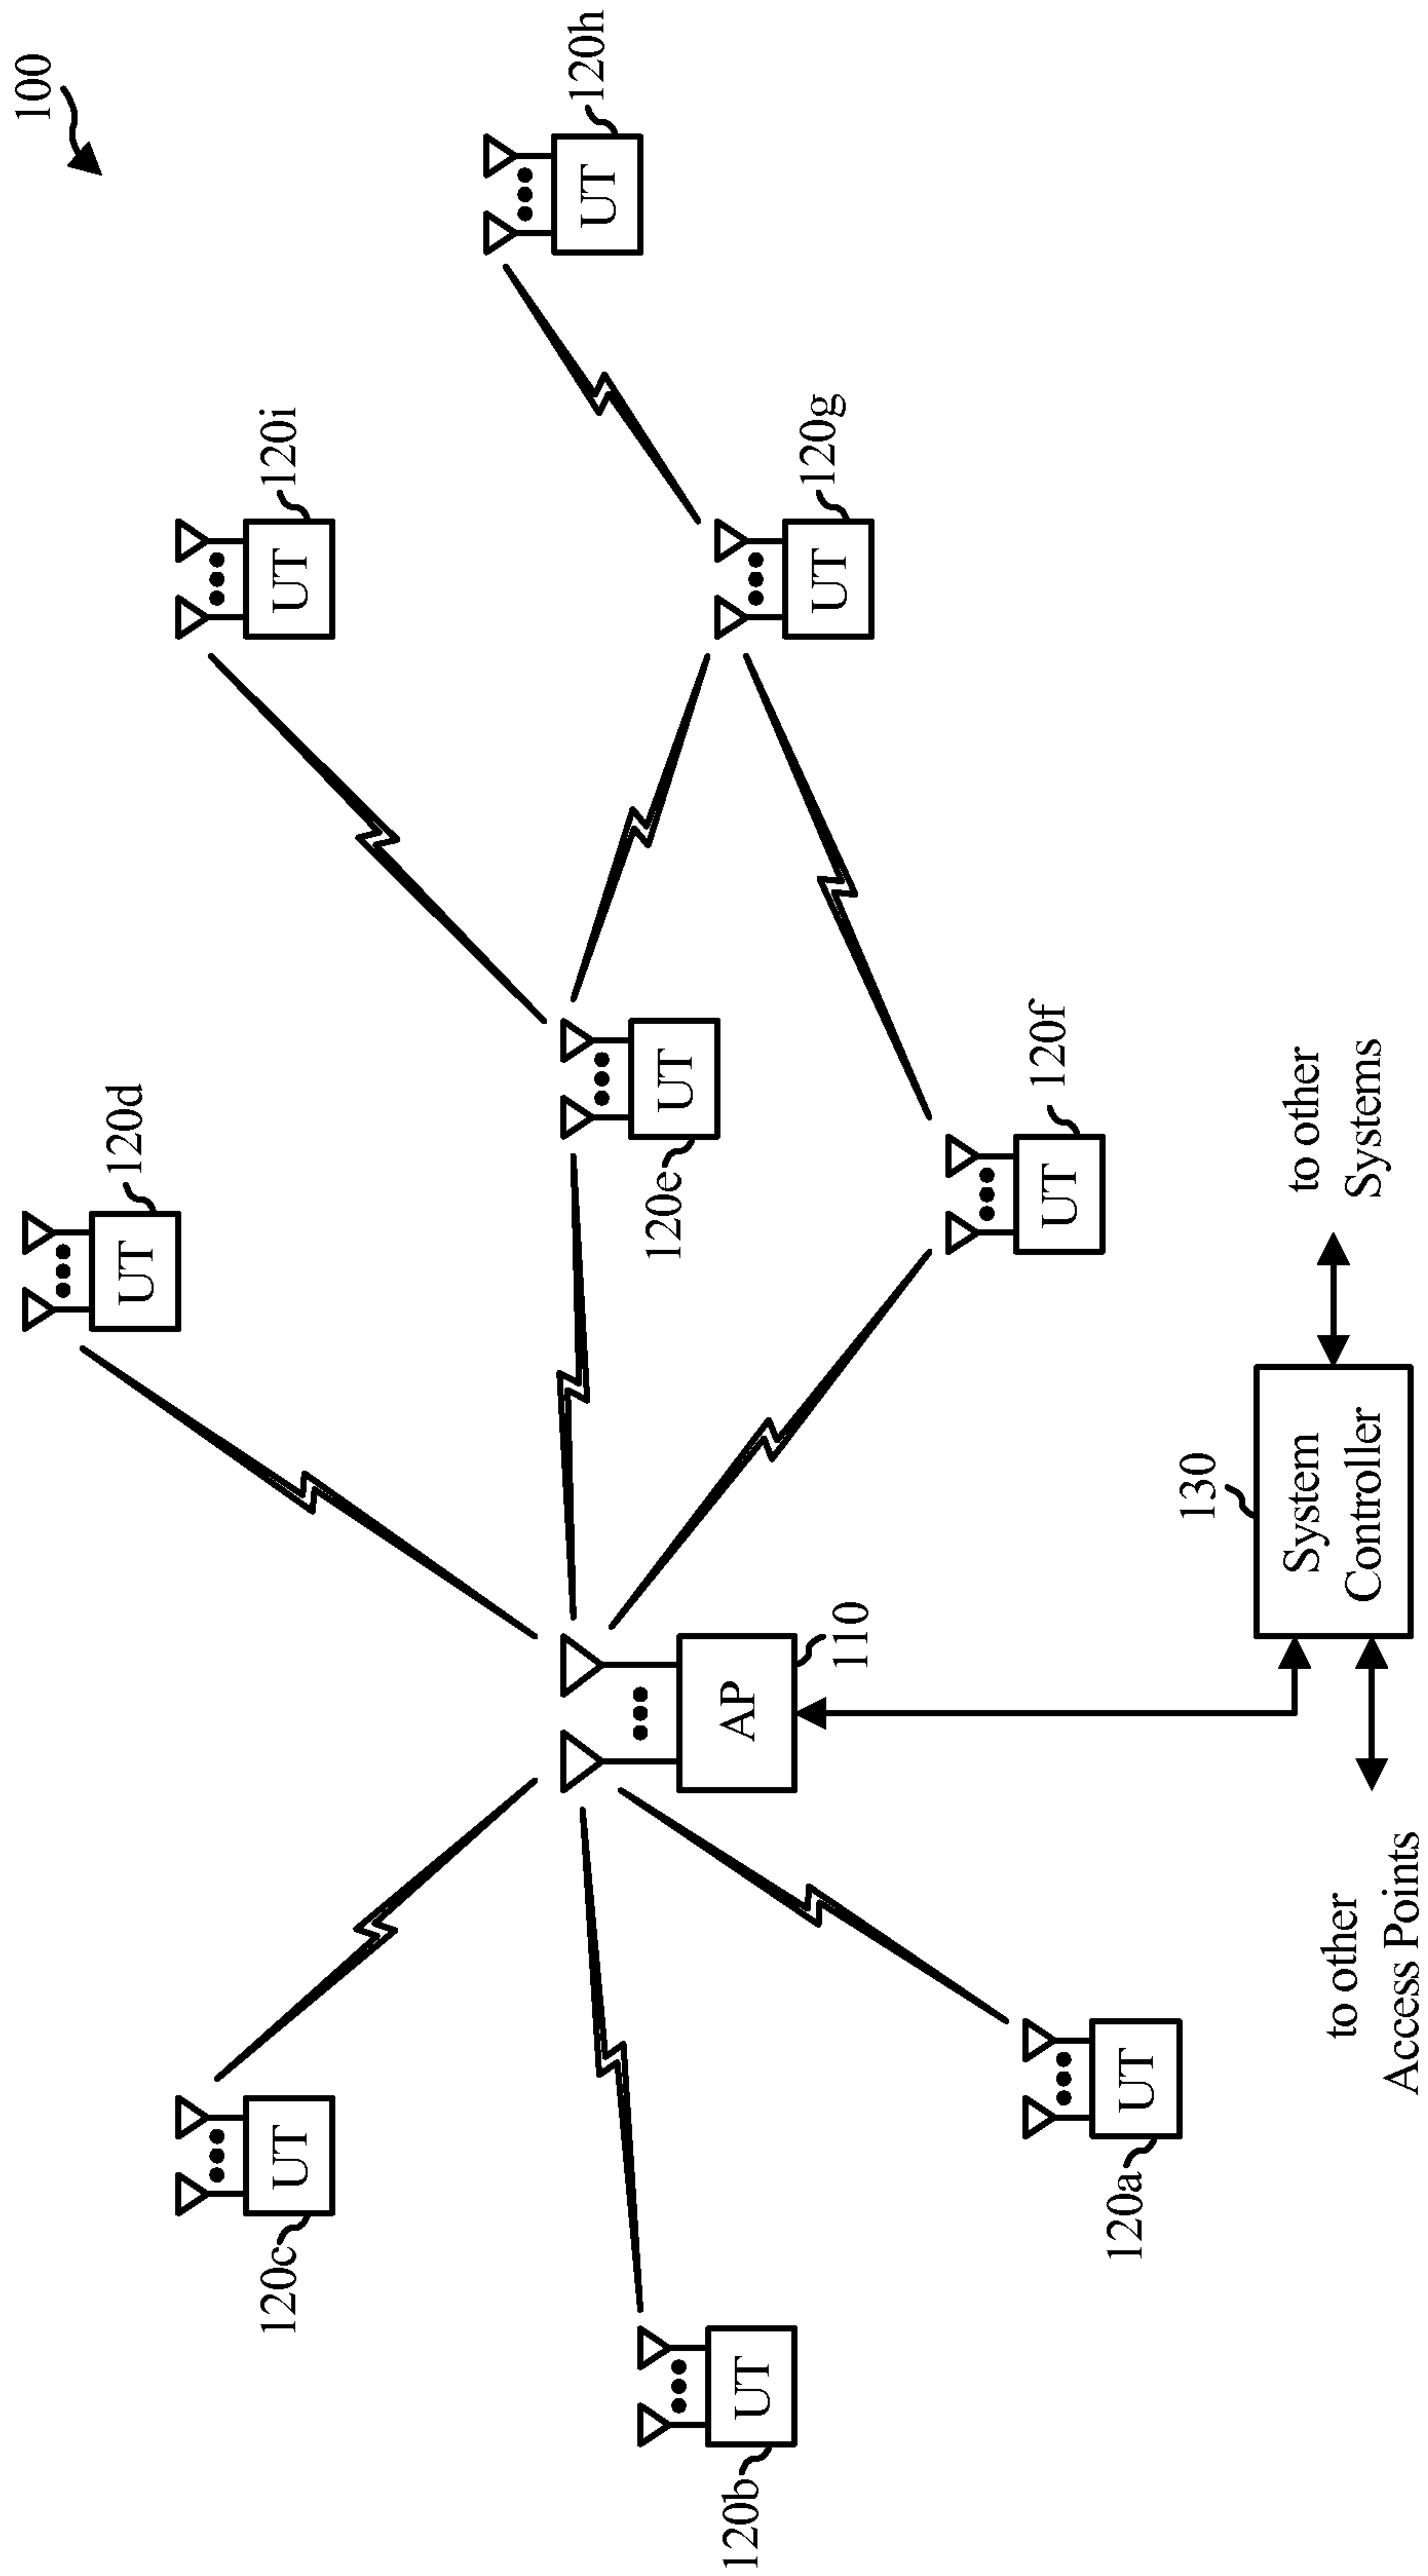 100
120d
UT
120i
UT
120c
UT
120h
UT
120e
UT
120b
UT
AP
110
120g
UT
120f
UT
120a
UT
130
System
Controller
to other
Systems
to other
Access Points